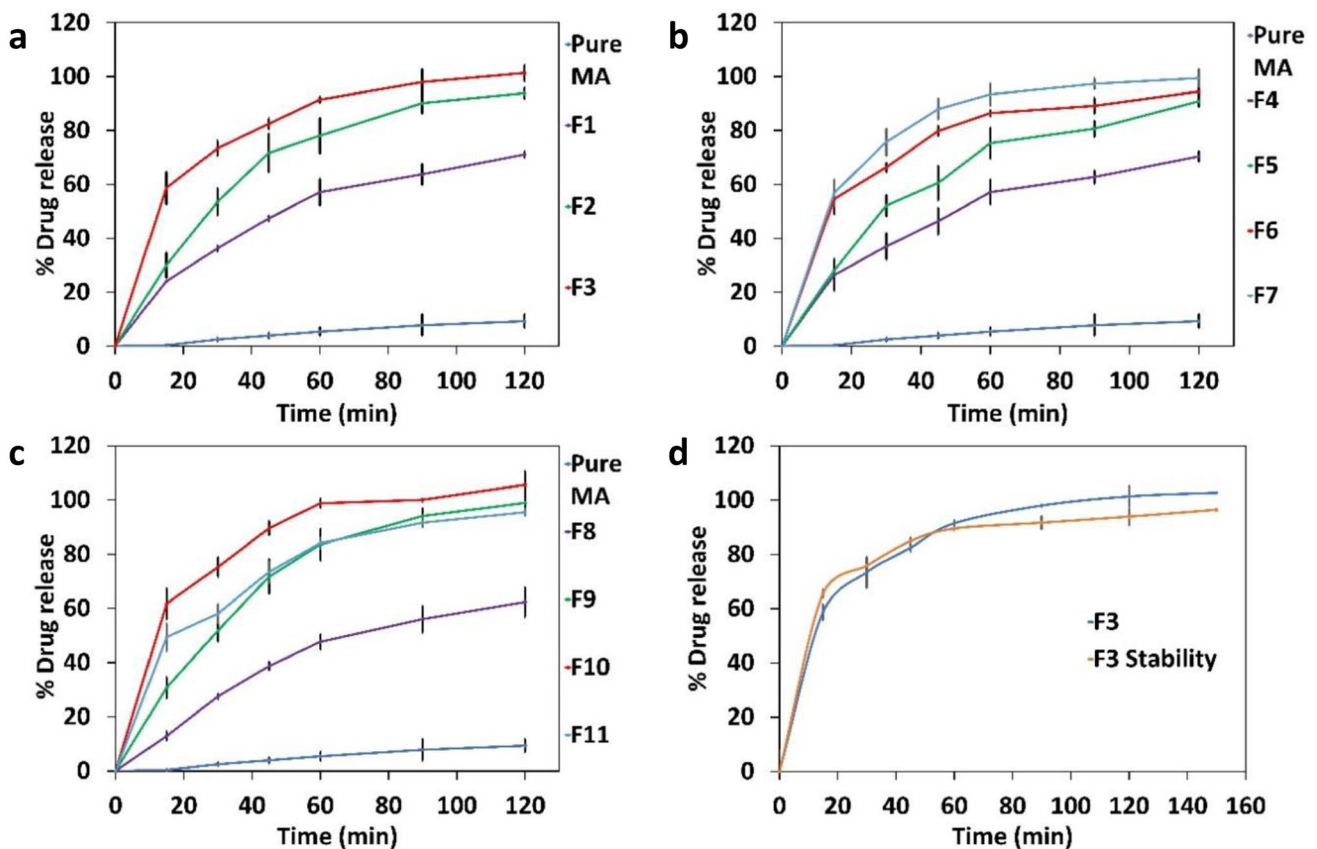 a
120
100
80
60
40
20
0
% Drug release
0 20 40 60 80 100 120
Time (min)
Pure
MA
F1
F2
F3
b
120
100
80
60
40
20
0
% Drug release
0 20 40 60 80 100 120
Time (min)
Pure
MA
F4
F5
F6
F7
c
120
100
80
60
40
20
0
% Drug release
0 20 40 60 80 100 120
Time (min)
Pure
MA
F8
F9
F10
F11
d
120
100
80
60
40
20
0
% Drug release
0 20 40 60 80 100 120 140 160
Time (min)
F3
F3 Stability